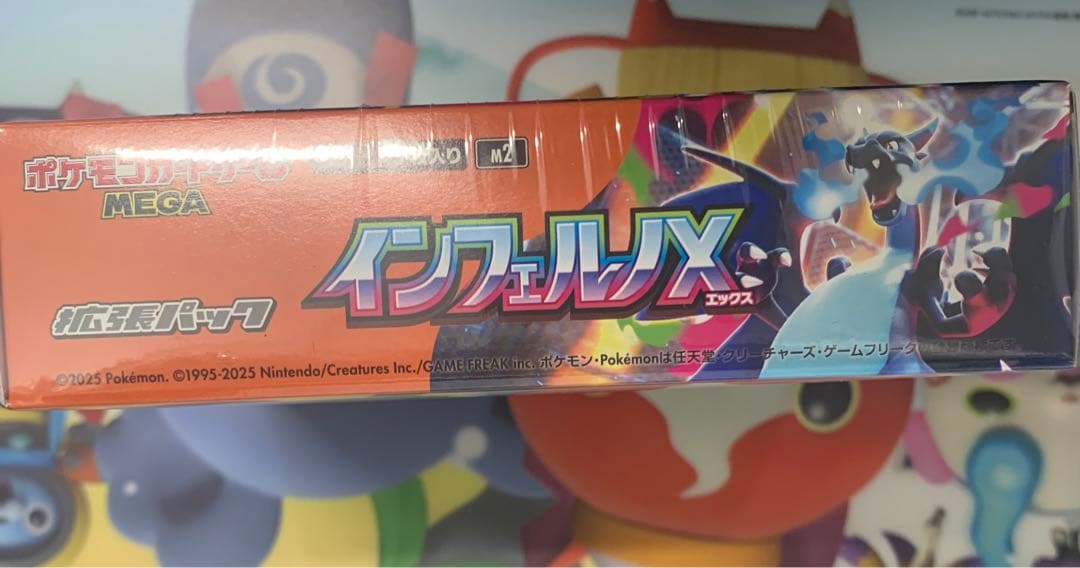 ポケモンカードゲーム
MEGA
入り
M2
インフェルノX
エックス
拡張パック
©2025 Pokémon. ©1995-2025 Nintendo/Creatures Inc./GAME FREAK inc. ポケモン・Pokémonは任天堂・クリーチャーズ・ゲームフリーク